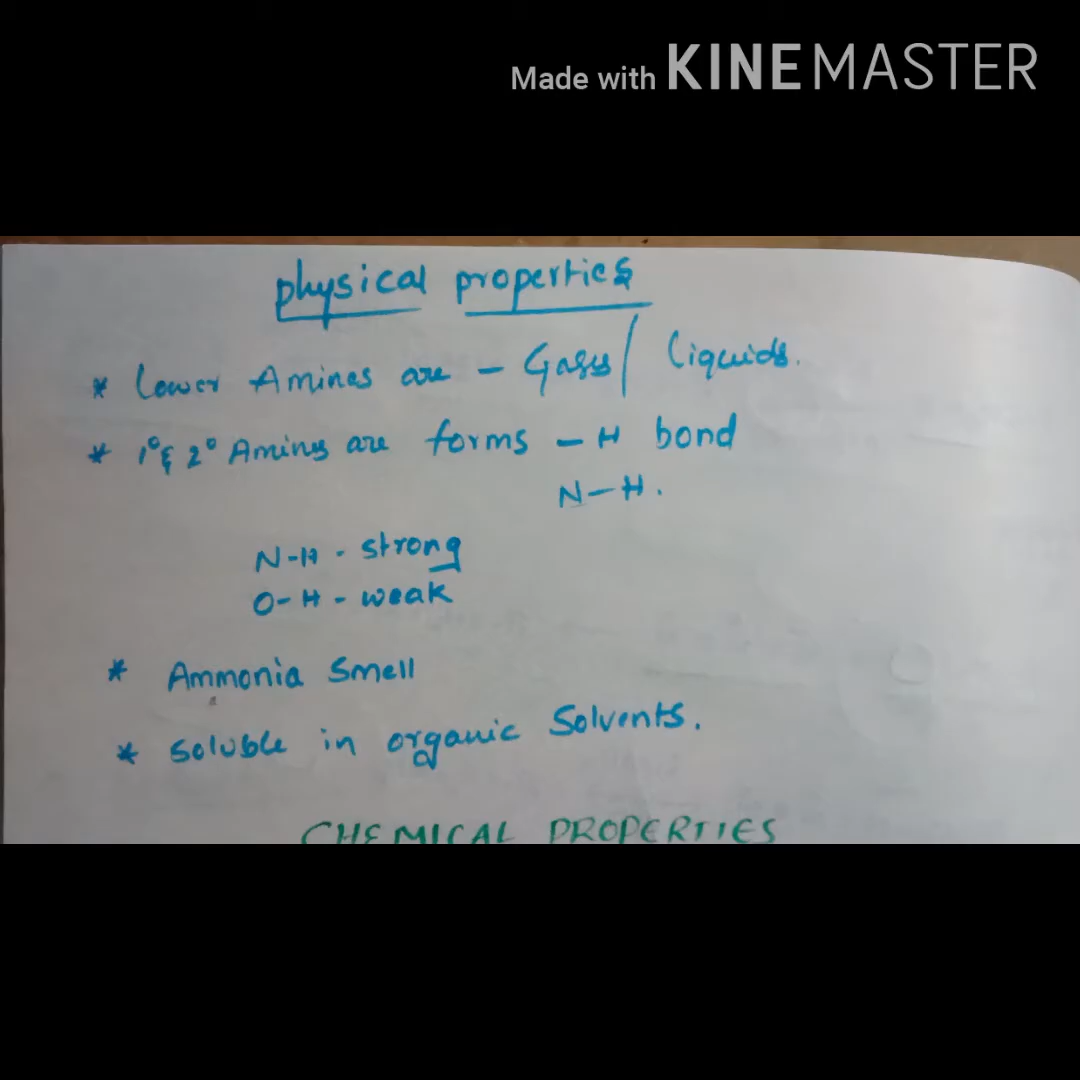 Made with KINEMASTER
physical properties
* Lower Amines are - Gases / Liquids.
* 1° & 2° Amines are forms - H bond
N-H.
N-H - strong
O-H - weak
* Ammonia Smell
* Soluble in organic Solvents.
CHEMICAL PROPERTIES